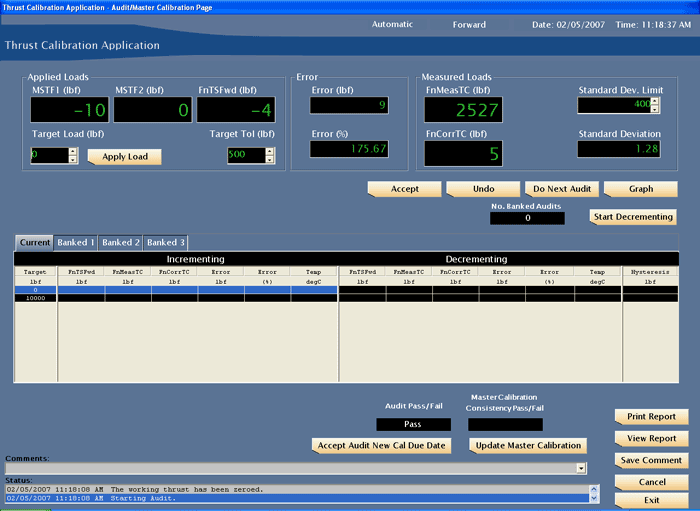 Thrust Calibration Application - Audit/Master Calibration Page
Automatic Forward Date: 02/05/2007 Time: 11:18:37 AM
Thrust Calibration Application
Applied Loads Error Measured Loads
MSTF1 (lbf) MSTF2 (lbf) FnTSFwd (lbf) Error (lbf) FnMeasTC (lbf) Standard Dev. Limit
-10 0 -4 9 2527 400
Target Load (lbf) Target Tol (lbf) Error (%) FnCorrTC (lbf) Standard Deviation
0 Apply Load 500 175.67 5 1.28
Accept Undo Do Next Audit Graph
No. Banked Audits
0 Start Decrementing
Current Banked 1 Banked 2 Banked 3
Incrementing Decrementing
Target FnTSFwd FnMeasTC FnCorrTC Error Error Temp FnTSFwd FnMeasTC FnCorrTC Error Error Temp Hysteresis
lbf lbf lbf lbf lbf (%) degC lbf lbf lbf lbf (%) degC lbf
0
10000
Audit Pass/Fail Master Calibration Consistency Pass/Fail
Pass
Print Report
Accept Audit New Cal Due Date Update Master Calibration View Report
Comments: Save Comment
Status: Cancel
02/05/2007 11:18:08 AM The working thrust has been zeroed.
02/05/2007 11:18:08 AM Starting Audit. Exit